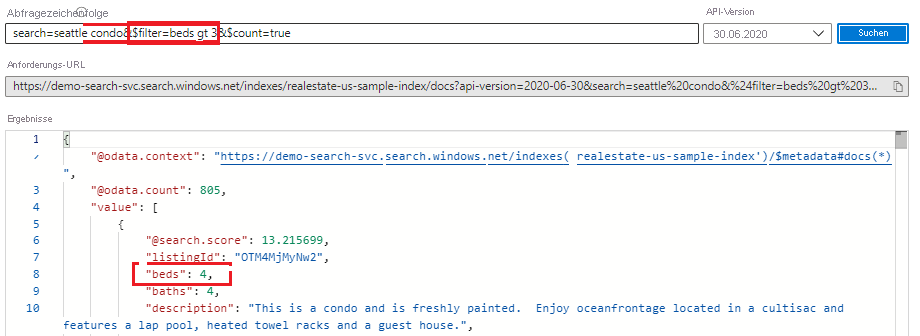 Abfragezeichenfolge
API-Version
search=seattle condo&$filter=beds gt 3&$count=true
30.06.2020
Suchen
Anforderungs-URL
https://demo-search-svc.search.windows.net/indexes/realestate-us-sample-index/docs?api-version=2020-06-30&search=seattle%20condo&%24filter=beds%20gt%203...
Ergebnisse
1 {
"@odata.context": "https://demo-search-svc.search.windows.net/indexes( realestate-us-sample-index')/$metadata#docs(*)
",
3 "@odata.count": 805,
4 "value": [
5 {
6 "@search.score": 13.215699,
7 "listingId": "OTM4MjMyNw2",
8 "beds": 4,
9 "baths": 4,
10 "description": "This is a condo and is freshly painted.  Enjoy oceanfrontage located in a cultisac and
features a lap pool, heated towel racks and a guest house.",